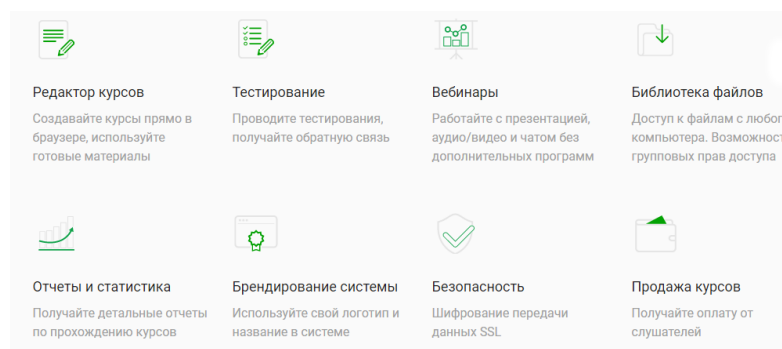 Редактор курсов
Создавайте курсы прямо в
браузере, используйте
готовые материалы
Тестирование
Проводите тестирования,
получайте обратную связь
Вебинары
Работайте с презентацией,
аудио/видео и чатом без
дополнительных программ
Библиотека файлов
Доступ к файлам с любог
компьютера. Возможност
групповых прав доступа
Отчеты и статистика
Получайте детальные отчеты
по прохождению курсов
Брендирование системы
Используйте свой логотип и
название в системе
Безопасность
Шифрование передачи
данных SSL
Продажа курсов
Получайте оплату от
слушателей